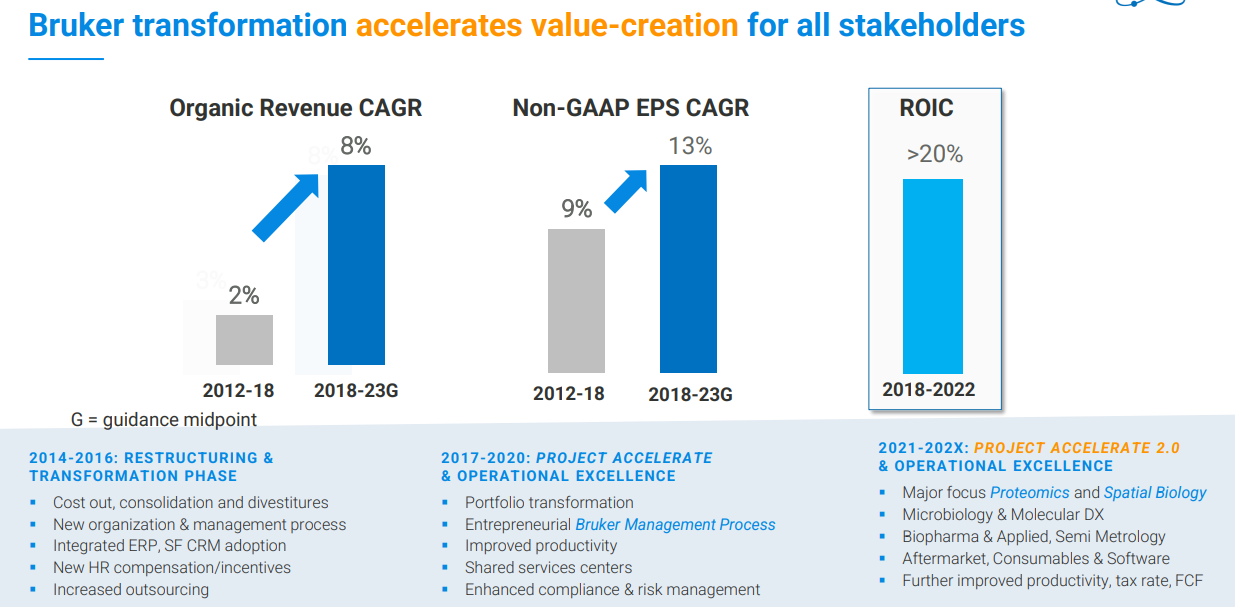 Bruker transformation accelerates value-creation for all stakeholders
Organic Revenue CAGR
8%
8%
3%
2%
2012-18
2018-23G
G = guidance midpoint
Non-GAAP EPS CAGR
13%
9%
2012-18
2018-23G
ROIC
>20%
2018-2022
2014-2016: RESTRUCTURING &
TRANSFORMATION PHASE
▪ Cost out, consolidation and divestitures
▪ New organization & management process
▪ Integrated ERP, SF CRM adoption
▪ New HR compensation/incentives
▪ Increased outsourcing
2017-2020: PROJECT ACCELERATE
& OPERATIONAL EXCELLENCE
▪ Portfolio transformation
▪ Entrepreneurial Bruker Management Process
▪ Improved productivity
▪ Shared services centers
▪ Enhanced compliance & risk management
2021-202X: PROJECT ACCELERATE 2.0
& OPERATIONAL EXCELLENCE
▪ Major focus Proteomics and Spatial Biology
▪ Microbiology & Molecular DX
▪ Biopharma & Applied, Semi Metrology
▪ Aftermarket, Consumables & Software
▪ Further improved productivity, tax rate, FCF